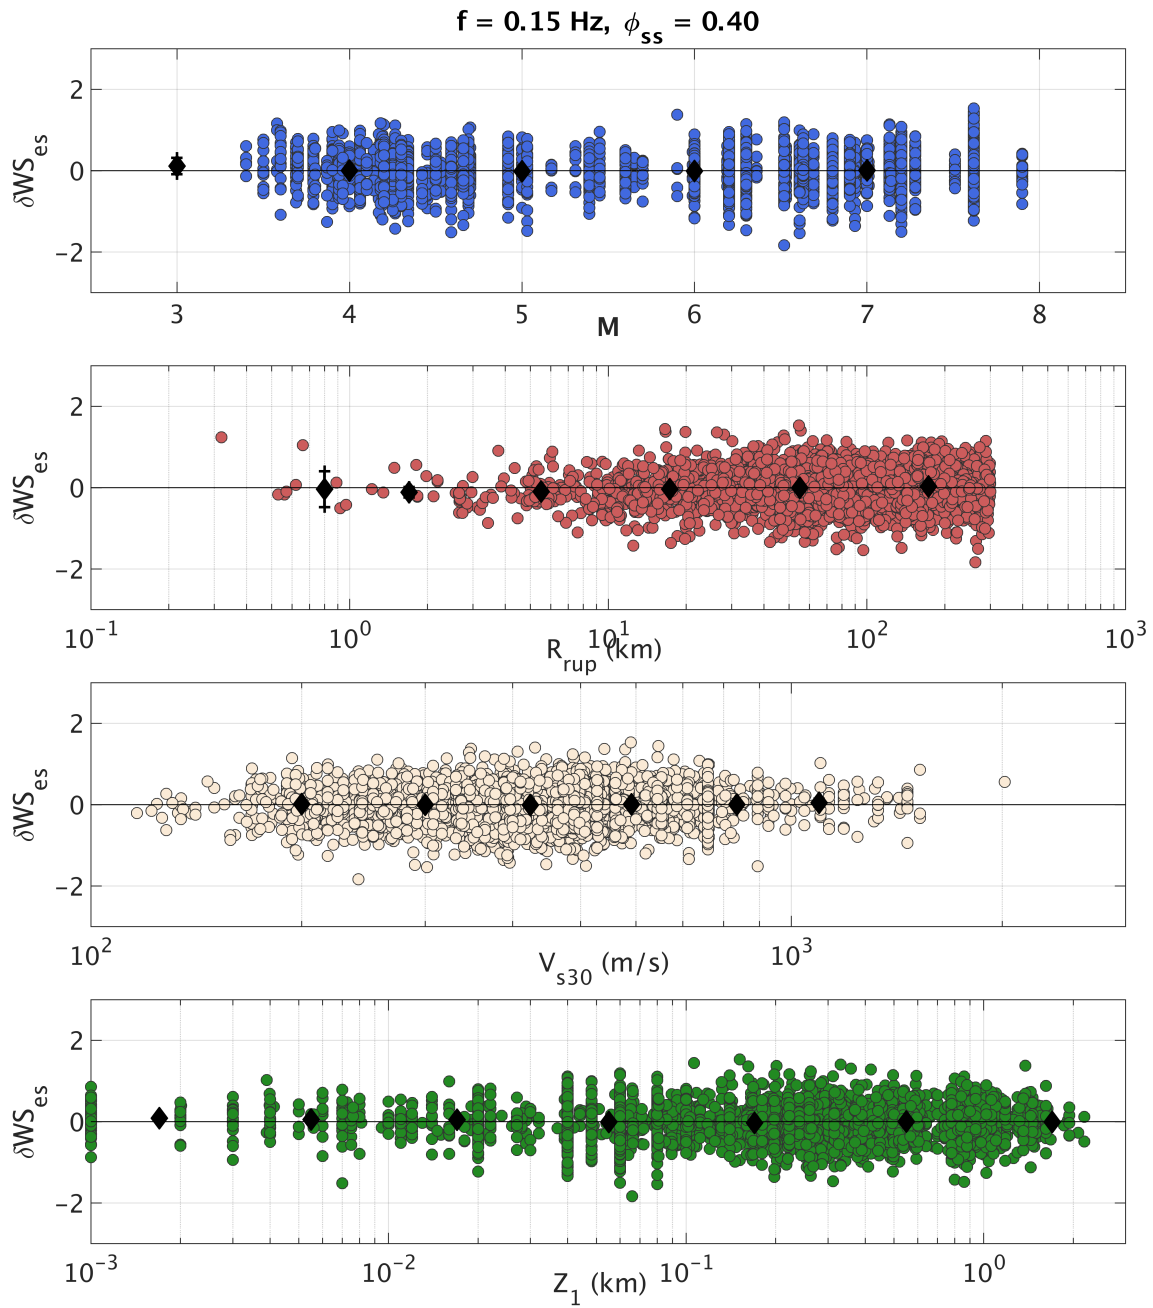 f = 0.15 Hz, ϕss = 0.40
2
0
−2
δWSes
3 4 5 6 7 8
M
2
0
−2
δWSes
10−1 100 101 102 103
Rrup (km)
2
0
−2
δWSes
102 103
Vs30 (m/s)
2
0
−2
δWSes
10−3 10−2 10−1 100
Z1 (km)